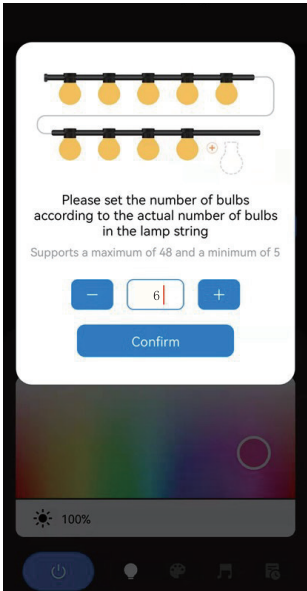 Please set the number of bulbs
according to the actual number of bulbs
in the lamp string
Supports a maximum of 48 and a minimum of 5
− 6 +
Confirm
100%